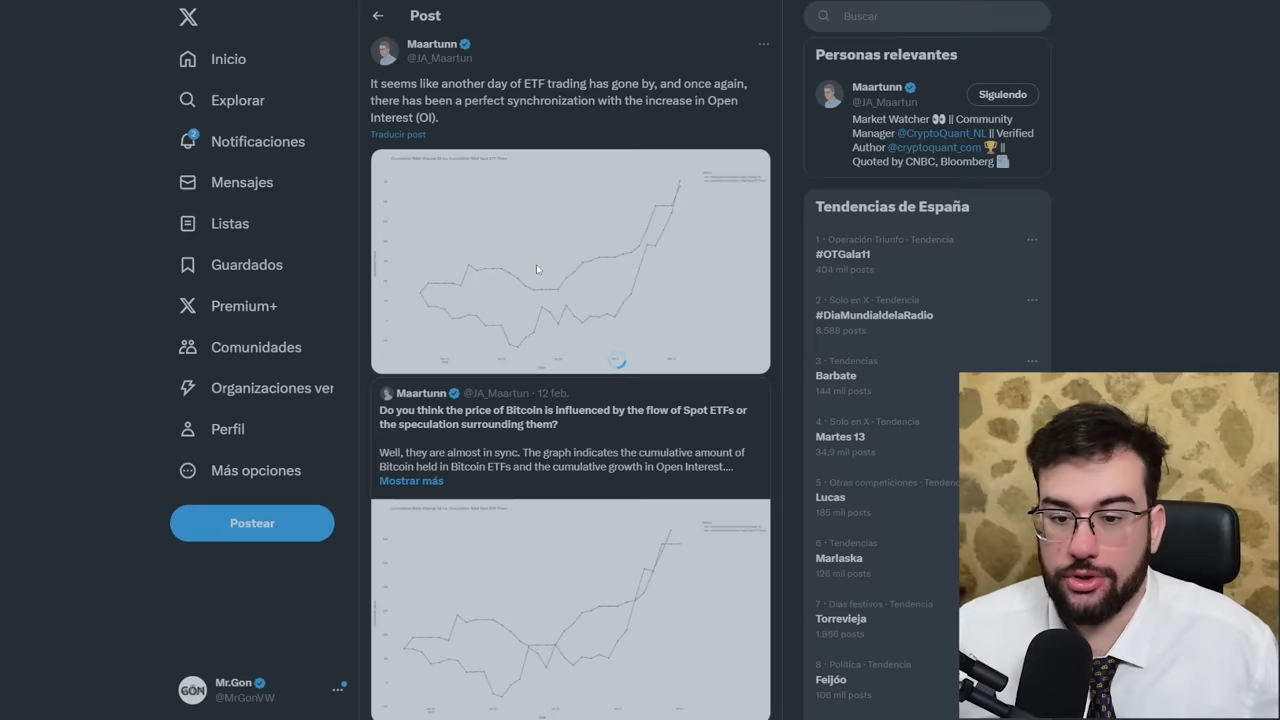 Inicio
Explorar
2
Notificaciones
Mensajes
Listas
Guardados
Premium+
Comunidades
Organizaciones ver
Perfil
Más opciones
Postear
GÓN
Mr.Gon
@MrGonVW
Post
Maartunn
@JA_Maartun
It seems like another day of ETF trading has gone by, and once again,
there has been a perfect synchronization with the increase in Open
Interest (OI).
Traducir post
Maartunn @JA_Maartun · 12 feb.
Do you think the price of Bitcoin is influenced by the flow of Spot ETFs or
the speculation surrounding them?
Well, they are almost in sync. The graph indicates the cumulative amount of
Bitcoin held in Bitcoin ETFs and the cumulative growth in Open Interest....
Mostrar más
Buscar
Personas relevantes
Maartunn
@JA_Maartun
Siguiendo
Market Watcher 👀 || Community
Manager @CryptoQuant_NL || Verified
Author @cryptoquant_com 🏆 ||
Quoted by CNBC, Bloomberg
Tendencias de España
1 · Operación Triunfo · Tendencia
#OTGala11
404 mil posts
2 · Solo en X · Tendencia
#DiaMundialdelaRadio
8,588 posts
3 · Tendencias
Barbate
144 mil posts
4 · Solo en X · Tendencia
Martes 13
34,9 mil posts
5 · Otras competiciones · Tendenc
Lucas
185 mil posts
6 · Tendencias
Marlaska
126 mil posts
7 · Días festivos · Tendencia
Torrevieja
1,866 posts
8 · Política · Tendencia
Feijóo
106 mil posts